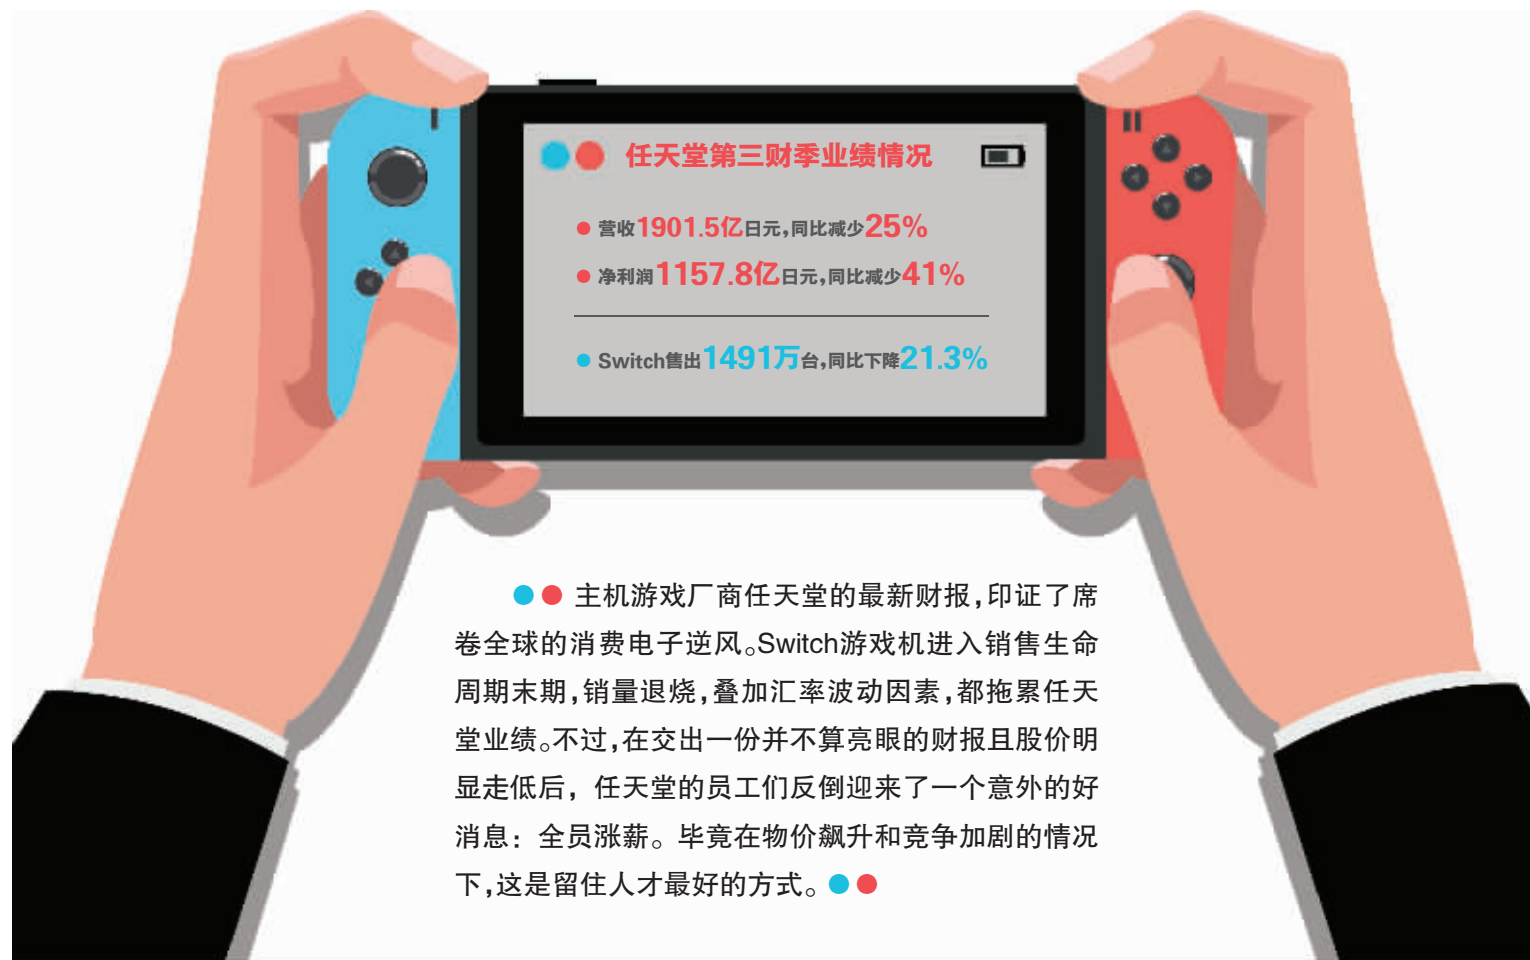 任天堂第三财季业绩情况
营收1901.5亿日元,同比减少25%
净利润1157.8亿日元,同比减少41%
Switch售出1491万台,同比下降21.3%
主机游戏厂商任天堂的最新财报,印证了席
卷全球的消费电子逆风。Switch游戏机进入销售生命
周期末期,销量退烧,叠加汇率波动因素,都拖累任天
堂业绩。不过,在交出一份并不算亮眼的财报且股价明
显走低后，任天堂的员工们反倒迎来了一个意外的好
消息：全员涨薪。毕竟在物价飙升和竞争加剧的情况
下,这是留住人才最好的方式。